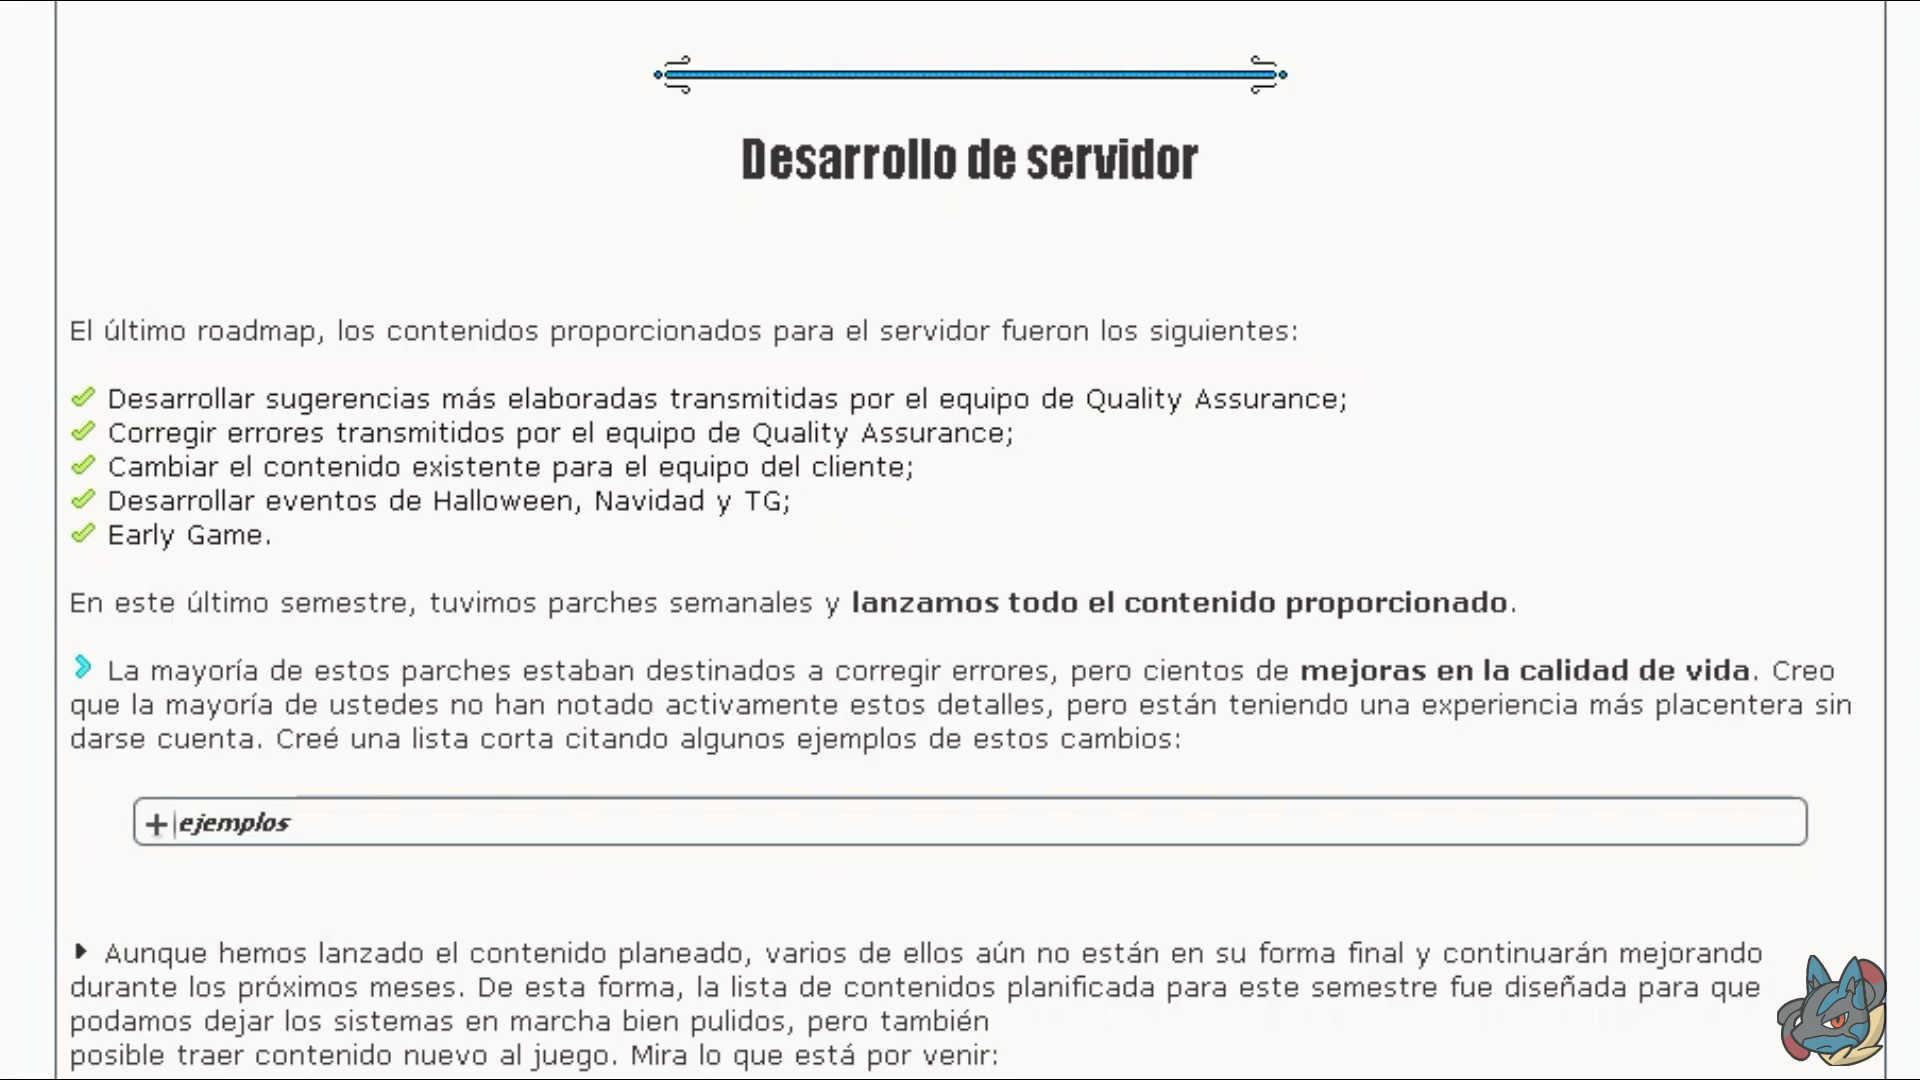 Desarrollo de servidor
El último roadmap, los contenidos proporcionados para el servidor fueron los siguientes:
Desarrollar sugerencias más elaboradas transmitidas por el equipo de Quality Assurance;
Corregir errores transmitidos por el equipo de Quality Assurance;
Cambiar el contenido existente para el equipo del cliente;
Desarrollar eventos de Halloween, Navidad y TG;
Early Game.
En este último semestre, tuvimos parches semanales y lanzamos todo el contenido proporcionado.
La mayoría de estos parches estaban destinados a corregir errores, pero cientos de mejoras en la calidad de vida. Creo
que la mayoría de ustedes no han notado activamente estos detalles, pero están teniendo una experiencia más placentera sin
darse cuenta. Creé una lista corta citando algunos ejemplos de estos cambios:
+ ejemplos
Aunque hemos lanzado el contenido planeado, varios de ellos aún no están en su forma final y continuarán mejorando
durante los próximos meses. De esta forma, la lista de contenidos planificada para este semestre fue diseñada para que
podamos dejar los sistemas en marcha bien pulidos, pero también
posible traer contenido nuevo al juego. Mira lo que está por venir: